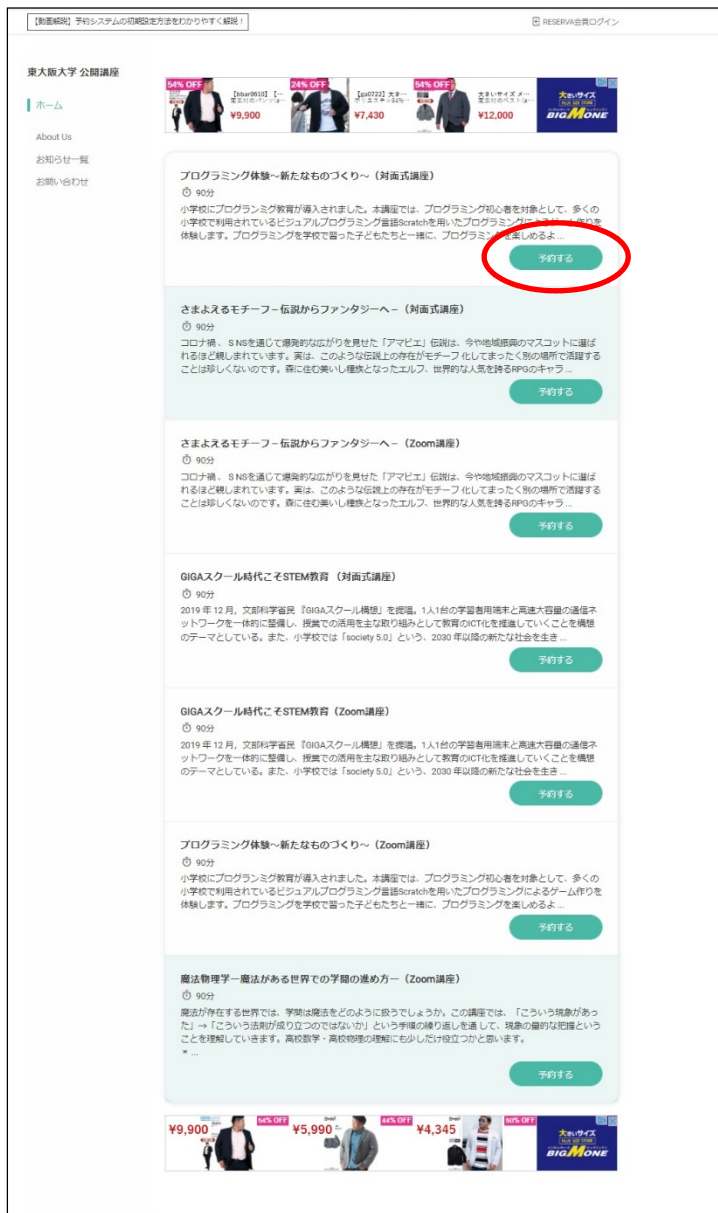 【動画解説】予約システムの初期設定方法をわかりやすく解説！
RESERVA会員ログイン
東大阪大学 公開講座
ホーム
About Us
お知らせ一覧
お問い合わせ
54% OFF
【bbar0610】【…
¥9,900
24% OFF
¥7,430
54% OFF
大きいサイズ メ…
¥12,000
大きいサイズ
PLUS SIZE STORE
BIG M ONE
プログラミング体験～新たなものづくり～（対面式講座）
90分
小学校にプログランミグ教育が導入されました。本講座では、プログラミング初心者を対象として、多くの
小学校で利用されているビジュアルプログラミング言語Scratchを用いたプログラミングによるゲーム作りを
体験します。プログラミングを学校で習った子どもたちと一緒に、プログラミングを楽しめるよ ...
予約する
さまよえるモチーフ－伝説からファンタジーへ－（対面式講座）
90分
コロナ禍、ＳNSを通じて爆発的な広がりを見せた「アマビエ」伝説は、今や地域振興のマスコットに選ば
れるほど親しまれています。実は、このような伝説上の存在がモチーフ化してまったく別の場所で活躍する
ことは珍しくないのです。森に住む美いし種族となったエルフ、世界的な人気を誇るRPGのキャラ ...
予約する
さまよえるモチーフ－伝説からファンタジーへ－（Zoom講座）
90分
コロナ禍、ＳNSを通じて爆発的な広がりを見せた「アマビエ」伝説は、今や地域振興のマスコットに選ば
れるほど親しまれています。実は、このような伝説上の存在がモチーフ化してまったく別の場所で活躍する
ことは珍しくないのです。森に住む美いし種族となったエルフ、世界的な人気を誇るRPGのキャラ ...
予約する
GIGAスクール時代こそSTEM教育 （対面式講座）
90分
2019 年 12 月，文部科学省民 『GIGAスクール構想』を提唱。1人1台の学習者用端末と高速大容量の通信ネ
ットワークを一体的に整備し、授業での活用を主な取り組みとして教育のICT化を推進していくことを構想
のテーマとしている。また、小学校では「society 5.0」という、2030 年以降の新たな社会を生き ...
予約する
GIGAスクール時代こそSTEM教育（Zoom講座）
90分
2019 年 12 月，文部科学省民 『GIGAスクール構想』を提唱。1人1台の学習者用端末と高速大容量の通信ネ
ットワークを一体的に整備し、授業での活用を主な取り組みとして教育のICT化を推進していくことを構想
のテーマとしている。また、小学校では「society 5.0」という、2030 年以降の新たな社会を生き ...
予約する
プログラミング体験～新たなものづくり～（Zoom講座）
90分
小学校にプログランミグ教育が導入されました。本講座では、プログラミング初心者を対象として、多くの
小学校で利用されているビジュアルプログラミング言語Scratchを用いたプログラミングによるゲーム作りを
体験します。プログラミングを学校で習った子どもたちと一緒に、プログラミングを楽しめるよ ...
予約する
魔法物理学―魔法がある世界での学問の進め方―（Zoom講座）
90分
魔法が存在する世界では、学問は魔法をどのように扱うでしょうか。この講座では、「こういう現象があっ
た」→「こういう法則が成り立つのではないか」という手順の繰り返しを通 して、現象の量的な把握という
ことを理解していきます。高校数学・高校物理の理解にも少しだけ役立つかと思います。
＊ ...
予約する
¥9,900
54% OFF
¥5,990
44% OFF
¥4,345
50% OFF
大きいサイズ
PLUS SIZE STORE
BIG M ONE